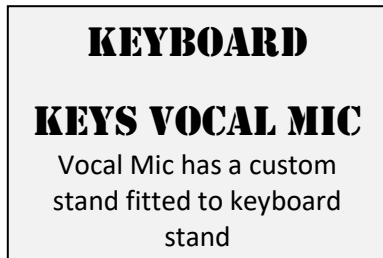 KEYBOARD
KEYS VOCAL MIC
Vocal Mic has a custom
stand fitted to keyboard
stand